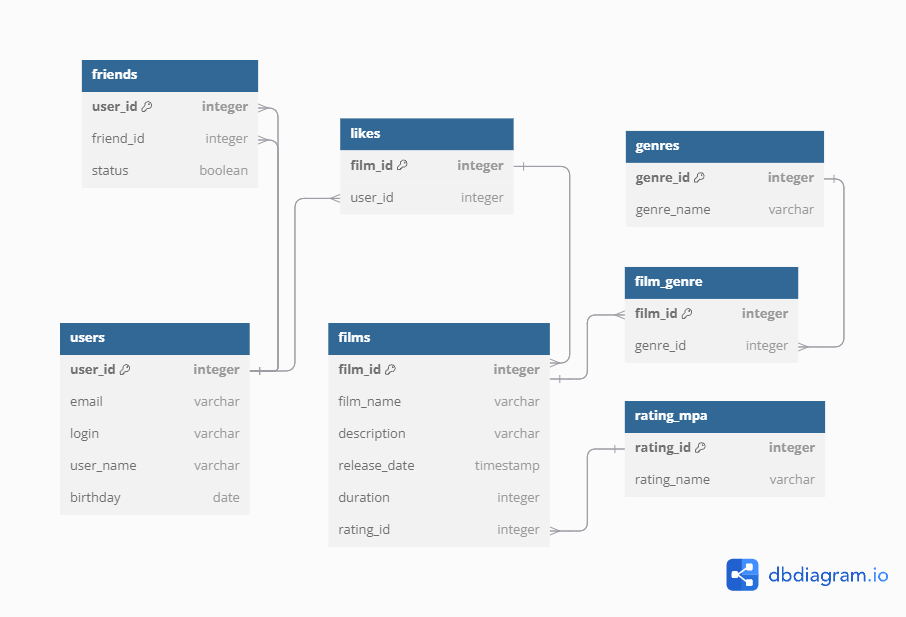 friends
user_id integer
friend_id integer
status boolean
likes
film_id integer
user_id integer
genres
genre_id integer
genre_name varchar
film_genre
film_id integer
genre_id integer
users
user_id integer
email varchar
login varchar
user_name varchar
birthday date
films
film_id integer
film_name varchar
description varchar
release_date timestamp
duration integer
rating_id integer
rating_mpa
rating_id integer
rating_name varchar
dbdiagram.io